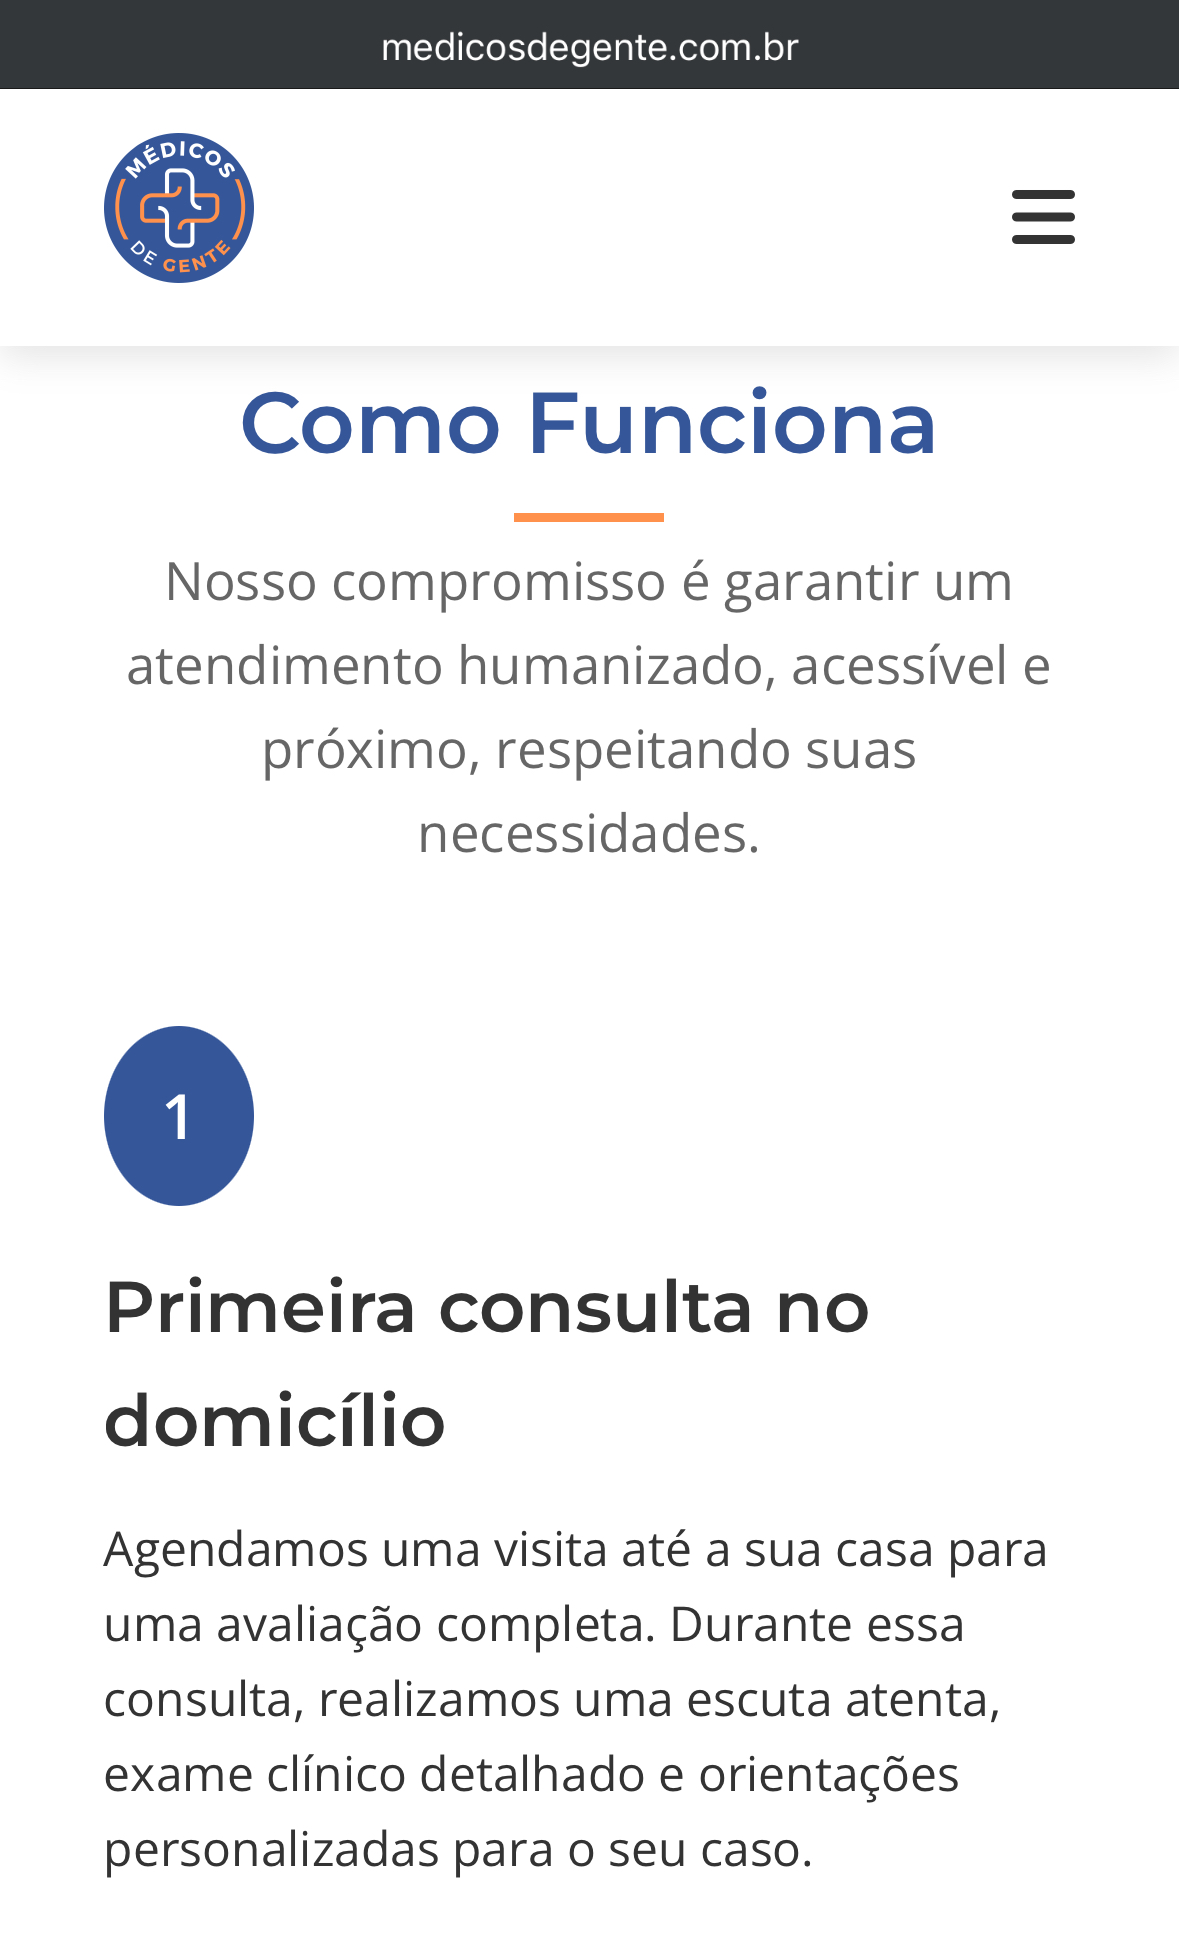 medicosdegente.com.br
MÉDICOS
DE GENTE
Como Funciona
Nosso compromisso é garantir um
atendimento humanizado, acessível e
próximo, respeitando suas
necessidades.
1
Primeira consulta no
domicílio
Agendamos uma visita até a sua casa para
uma avaliação completa. Durante essa
consulta, realizamos uma escuta atenta,
exame clínico detalhado e orientações
personalizadas para o seu caso.